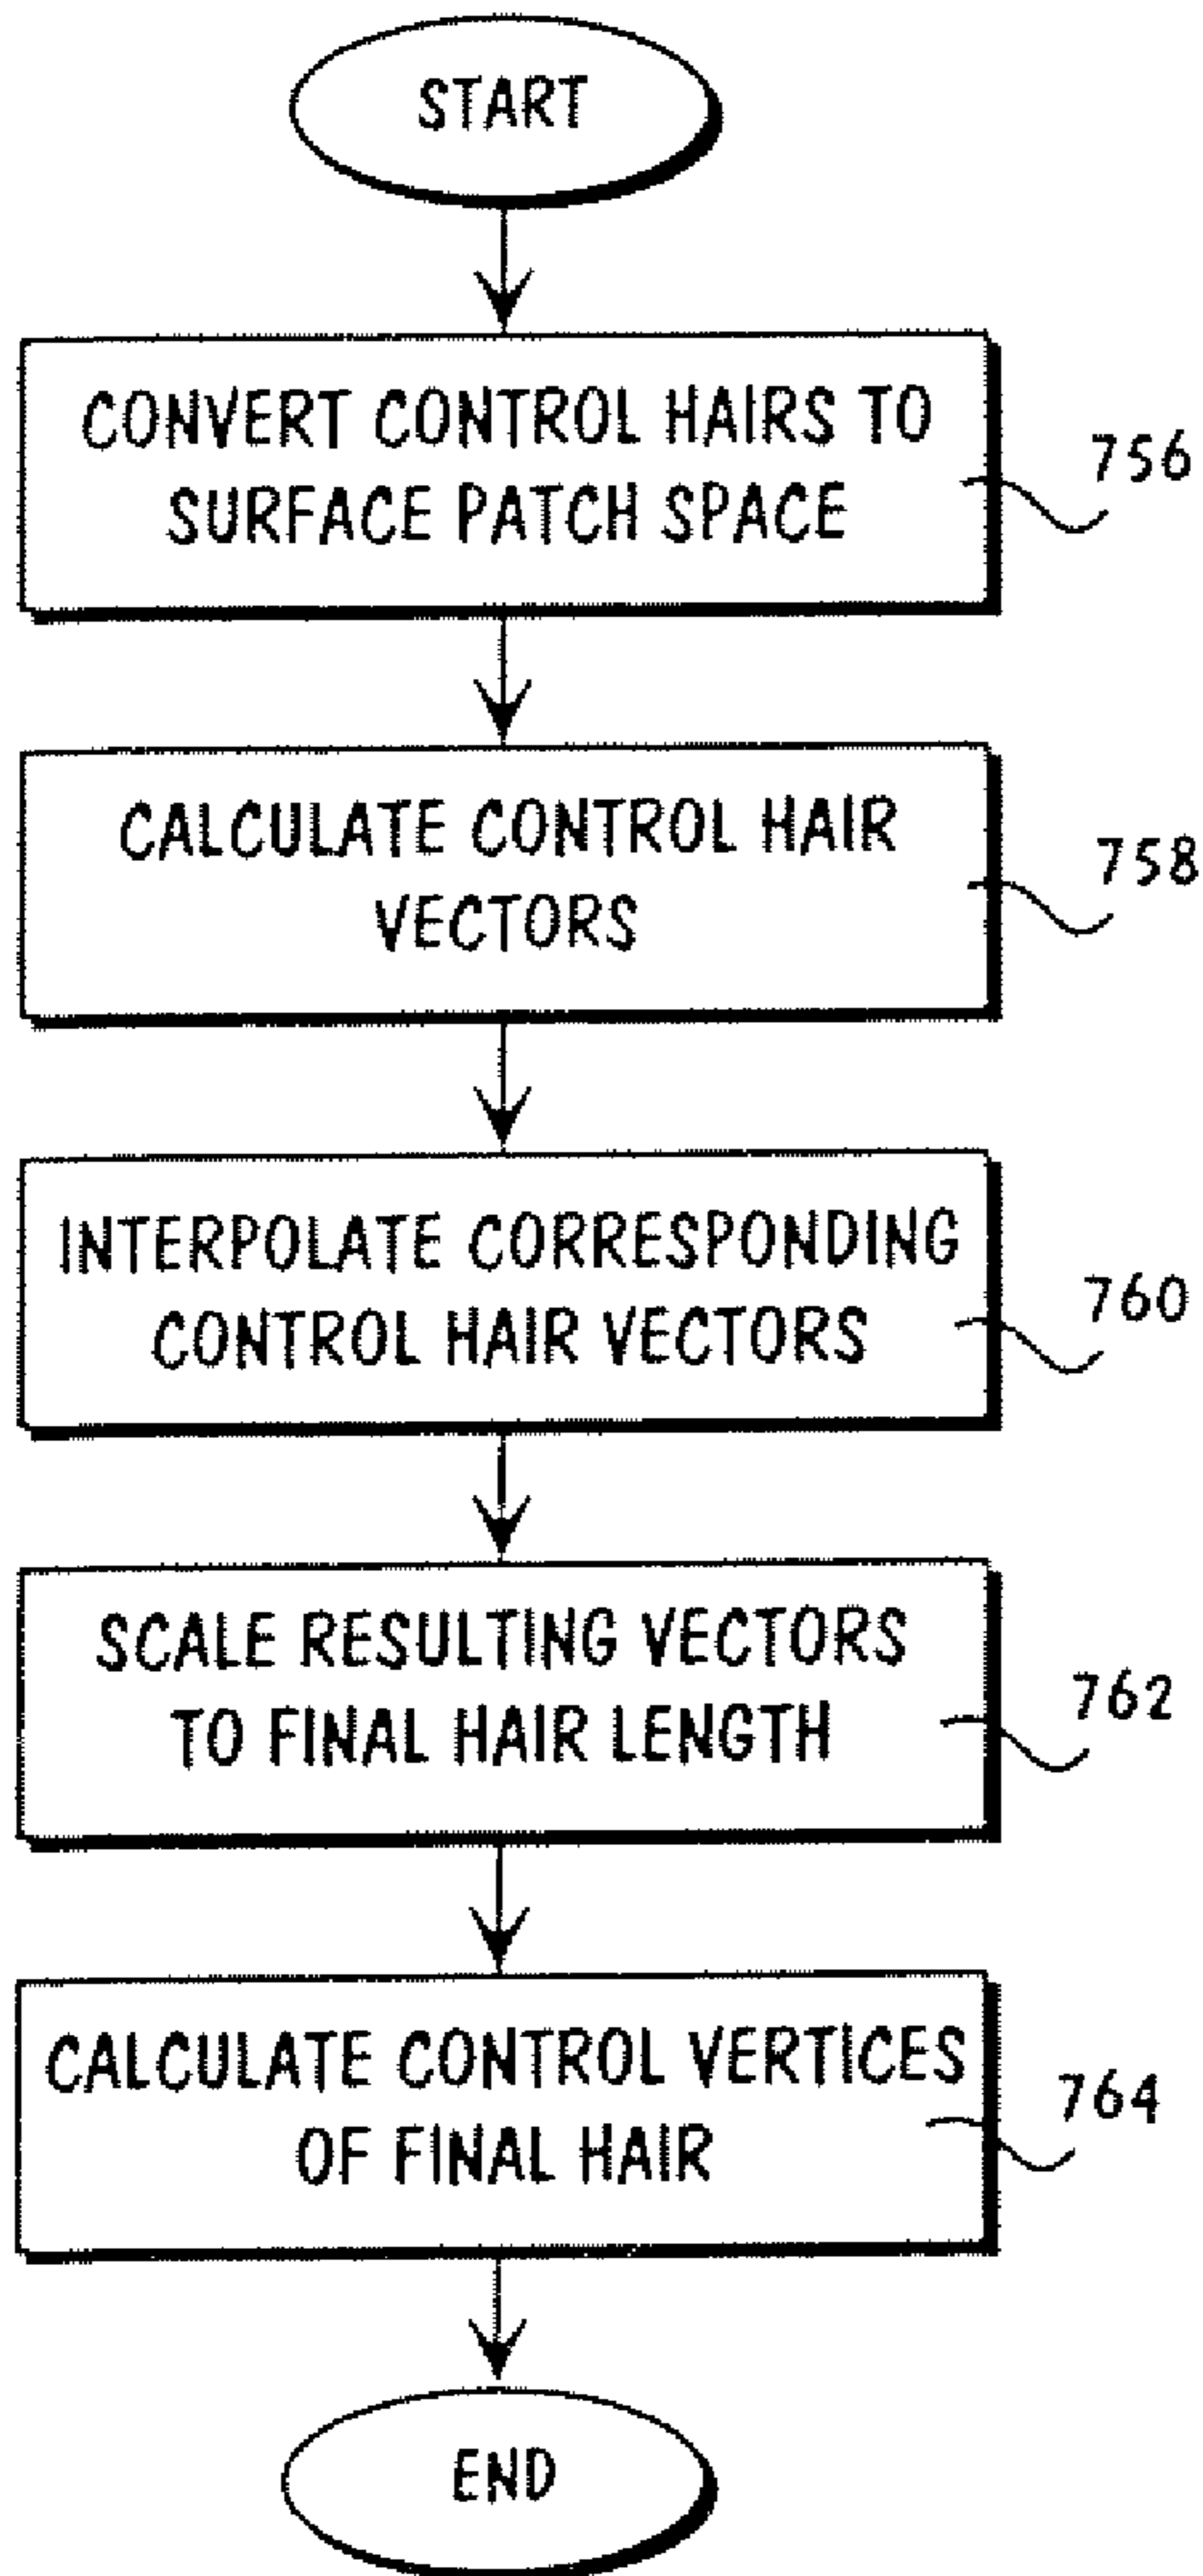 START
CONVERT CONTROL HAIRS TO
SURFACE PATCH SPACE
756
CALCULATE CONTROL HAIR
VECTORS
758
INTERPOLATE CORRESPONDING
CONTROL HAIR VECTORS
760
SCALE RESULTING VECTORS
TO FINAL HAIR LENGTH
762
CALCULATE CONTROL VERTICES
OF FINAL HAIR
764
END